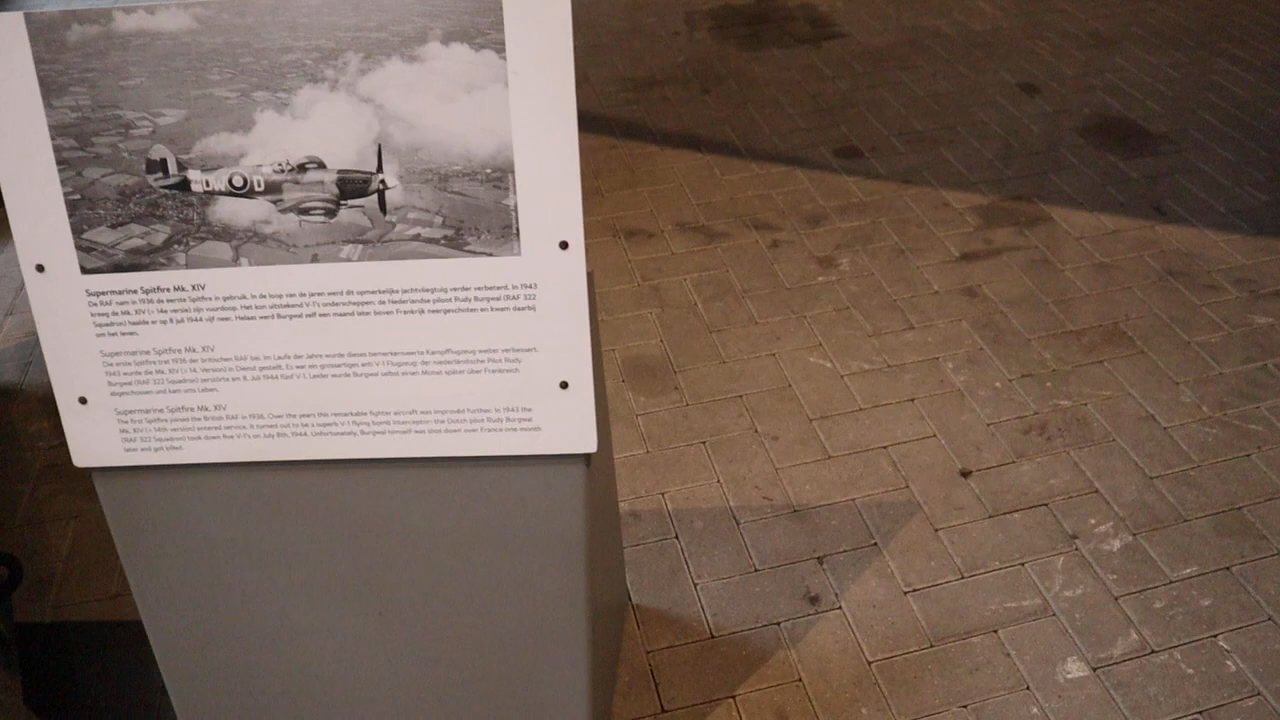 DW D
Supermarine Spitfire Mk. XIV
De RAF nam in 1936 de eerste Spitfire in gebruik. In de loop van de jaren werd dit opmerkelijke jachtvliegtuig verder verbeterd. In 1943
kreeg de Mk. XIV (= 14e versie) zijn vuurdoop. Het kon uitstekend V-1's onderscheppen: de Nederlandse piloot Rudy Burgwal (RAF 322
Squadron) haalde er op 8 juli 1944 vijf neer. Helaas werd Burgwal zelf een maand later boven Frankrijk neergeschoten en kwam daarbij
om het leven.
Supermarine Spitfire Mk. XIV
Die erste Spitfire trat 1936 der britischen RAF bei. Im Laufe der Jahre wurde dieses bemerkenswerte Kampfflugzeug weiter verbessert.
1943 wurde die Mk. XIV (= 14. Version) in Dienst gestellt. Es war ein grossartiges anti V-1 Flugzeug: der niederländische Pilot Rudy
Burgwal (RAF 322 Squadron) zerstörte am 8. Juli 1944 fünf V-1. Leider wurde Burgwal selbst einen Monat später über Frankreich
abgeschossen und kam ums Leben.
Supermarine Spitfire Mk. XIV
The first Spitfire joined the British RAF in 1936. Over the years this remarkable fighter aircraft was improved further. In 1943 the
Mk. XIV (= 14th version) entered service. It turned out to be a superb V-1 flying bomb interceptor: the Dutch pilot Rudy Burgwal
(RAF 322 Squadron) took down five V-1's on July 8th, 1944. Unfortunately, Burgwal himself was shot down over France one month
later and got killed.